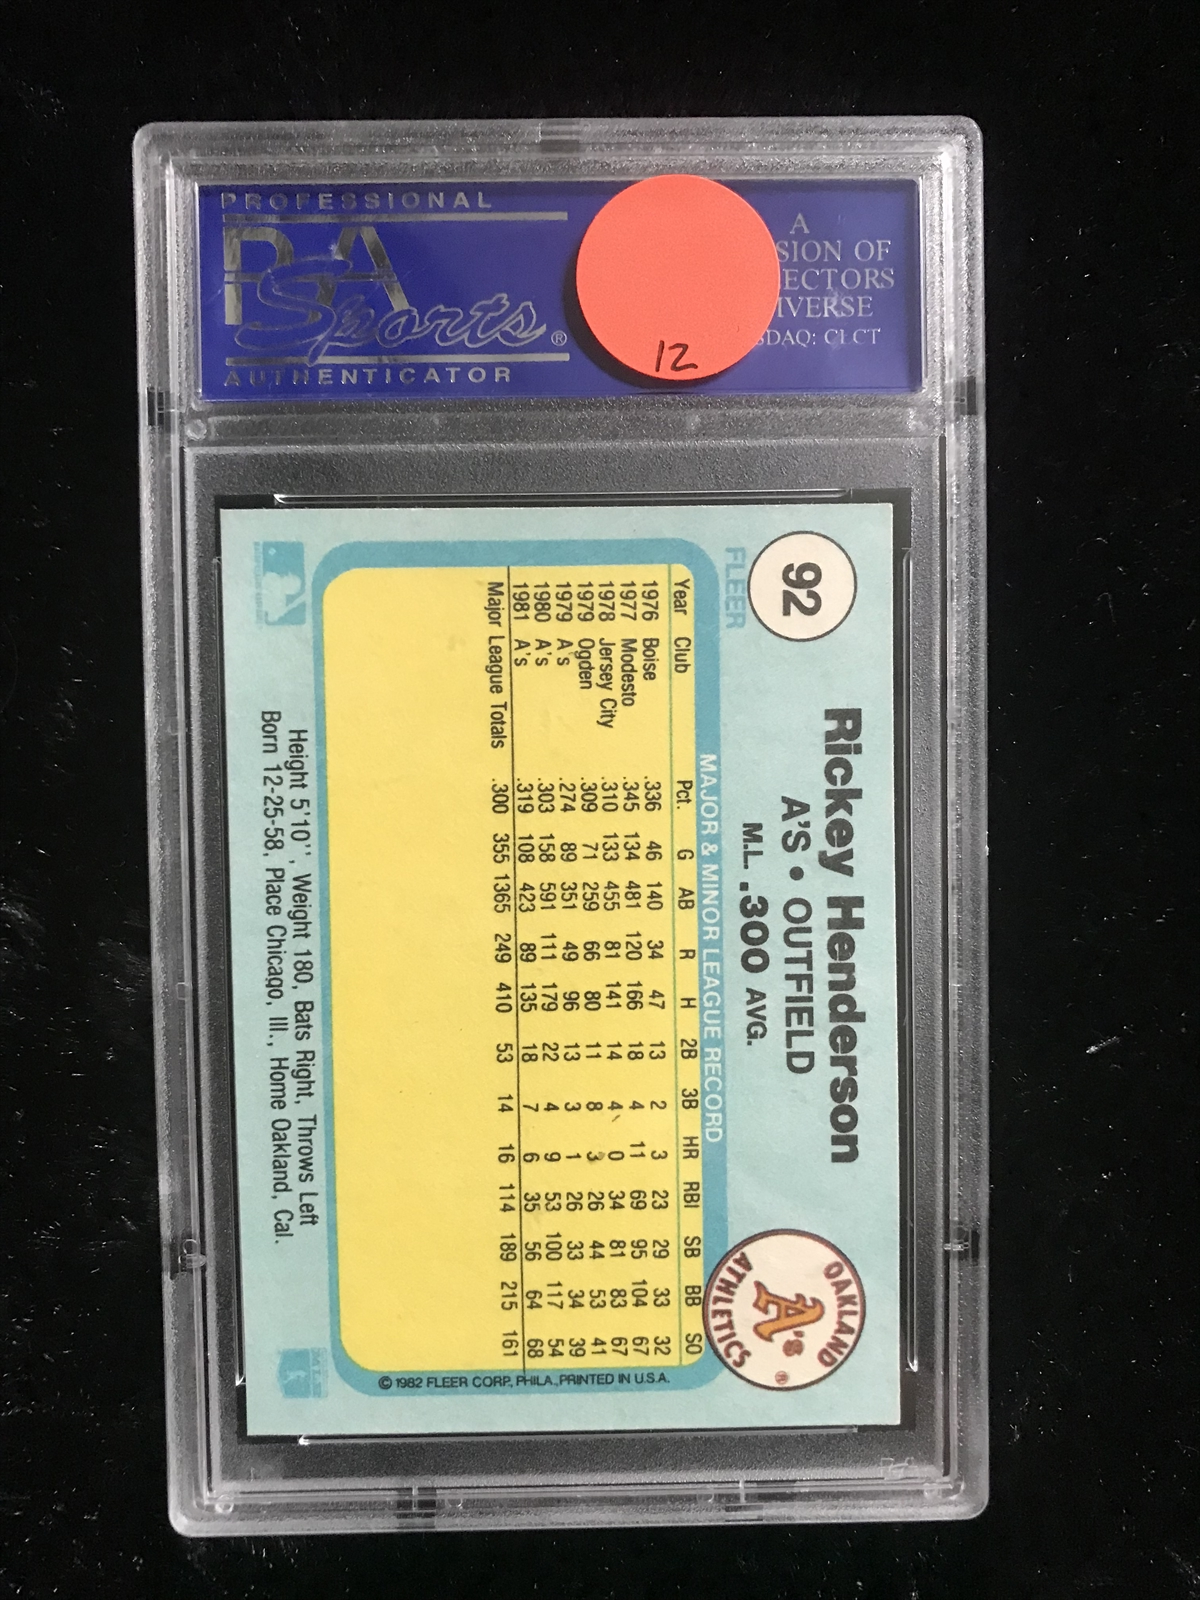 PROFESSIONAL
PSA
Sports®
AUTHENTICATOR
12
A
SION OF
ECTORS
IVERSE
SDAQ: CLCT
92
FLEER
Rickey Henderson
A'S • OUTFIELD
M.L. .300 AVG.
OAKLAND A's ATHLETICS ®
MAJOR & MINOR LEAGUE RECORD
Year Club Pct. G AB R H 2B 3B HR RBI SB BB SO
1976 Boise .336 46 140 34 47 13 2 3 23 29 33 32
1977 Modesto .345 134 481 120 166 18 4 11 69 95 104 67
1978 Jersey City .310 133 455 81 141 14 4 0 34 81 83 67
1979 Ogden .309 71 259 66 80 11 8 3 26 44 53 41
1979 A's .274 89 351 49 96 13 3 1 26 33 34 39
1980 A's .303 158 591 111 179 22 4 9 53 100 117 54
1981 A's .319 108 423 89 135 18 7 6 35 56 64 68
Major League Totals .300 355 1365 249 410 53 14 16 114 189 215 161
© 1982 FLEER CORP., PHILA., PRINTED IN U.S.A.
Height 5'10'', Weight 180, Bats Right, Throws Left
Born 12-25-58, Place Chicago, Ill., Home Oakland, Cal.